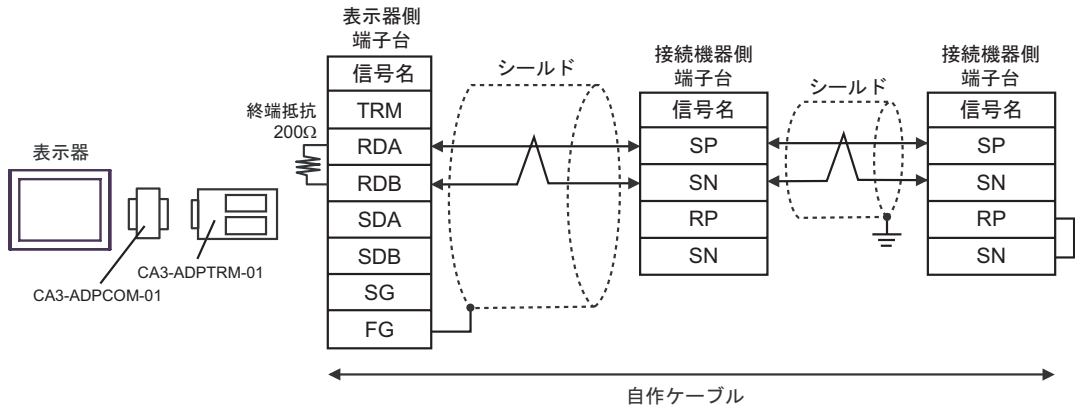 表示器
CA3-ADPCOM-01
CA3-ADPTRM-01
終端抵抗
200Ω
表示器側
端子台
信号名
TRM
RDA
RDB
SDA
SDB
SG
FG
シールド
接続機器側
端子台
信号名
SP
SN
RP
SN
シールド
接続機器側
端子台
信号名
SP
SN
RP
SN
自作ケーブル